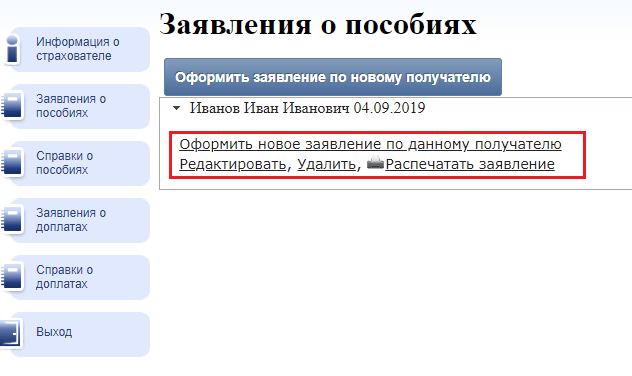 Заявления о пособиях
Информация о
страхователе
Заявления о
пособиях
Справки о
пособиях
Заявления о
доплатах
Справки о
доплатах
Выход
Оформить заявление по новому получателю
Иванов Иван Иванович 04.09.2019
Оформить новое заявление по данному получателю
Редактировать, Удалить, Распечатать заявление